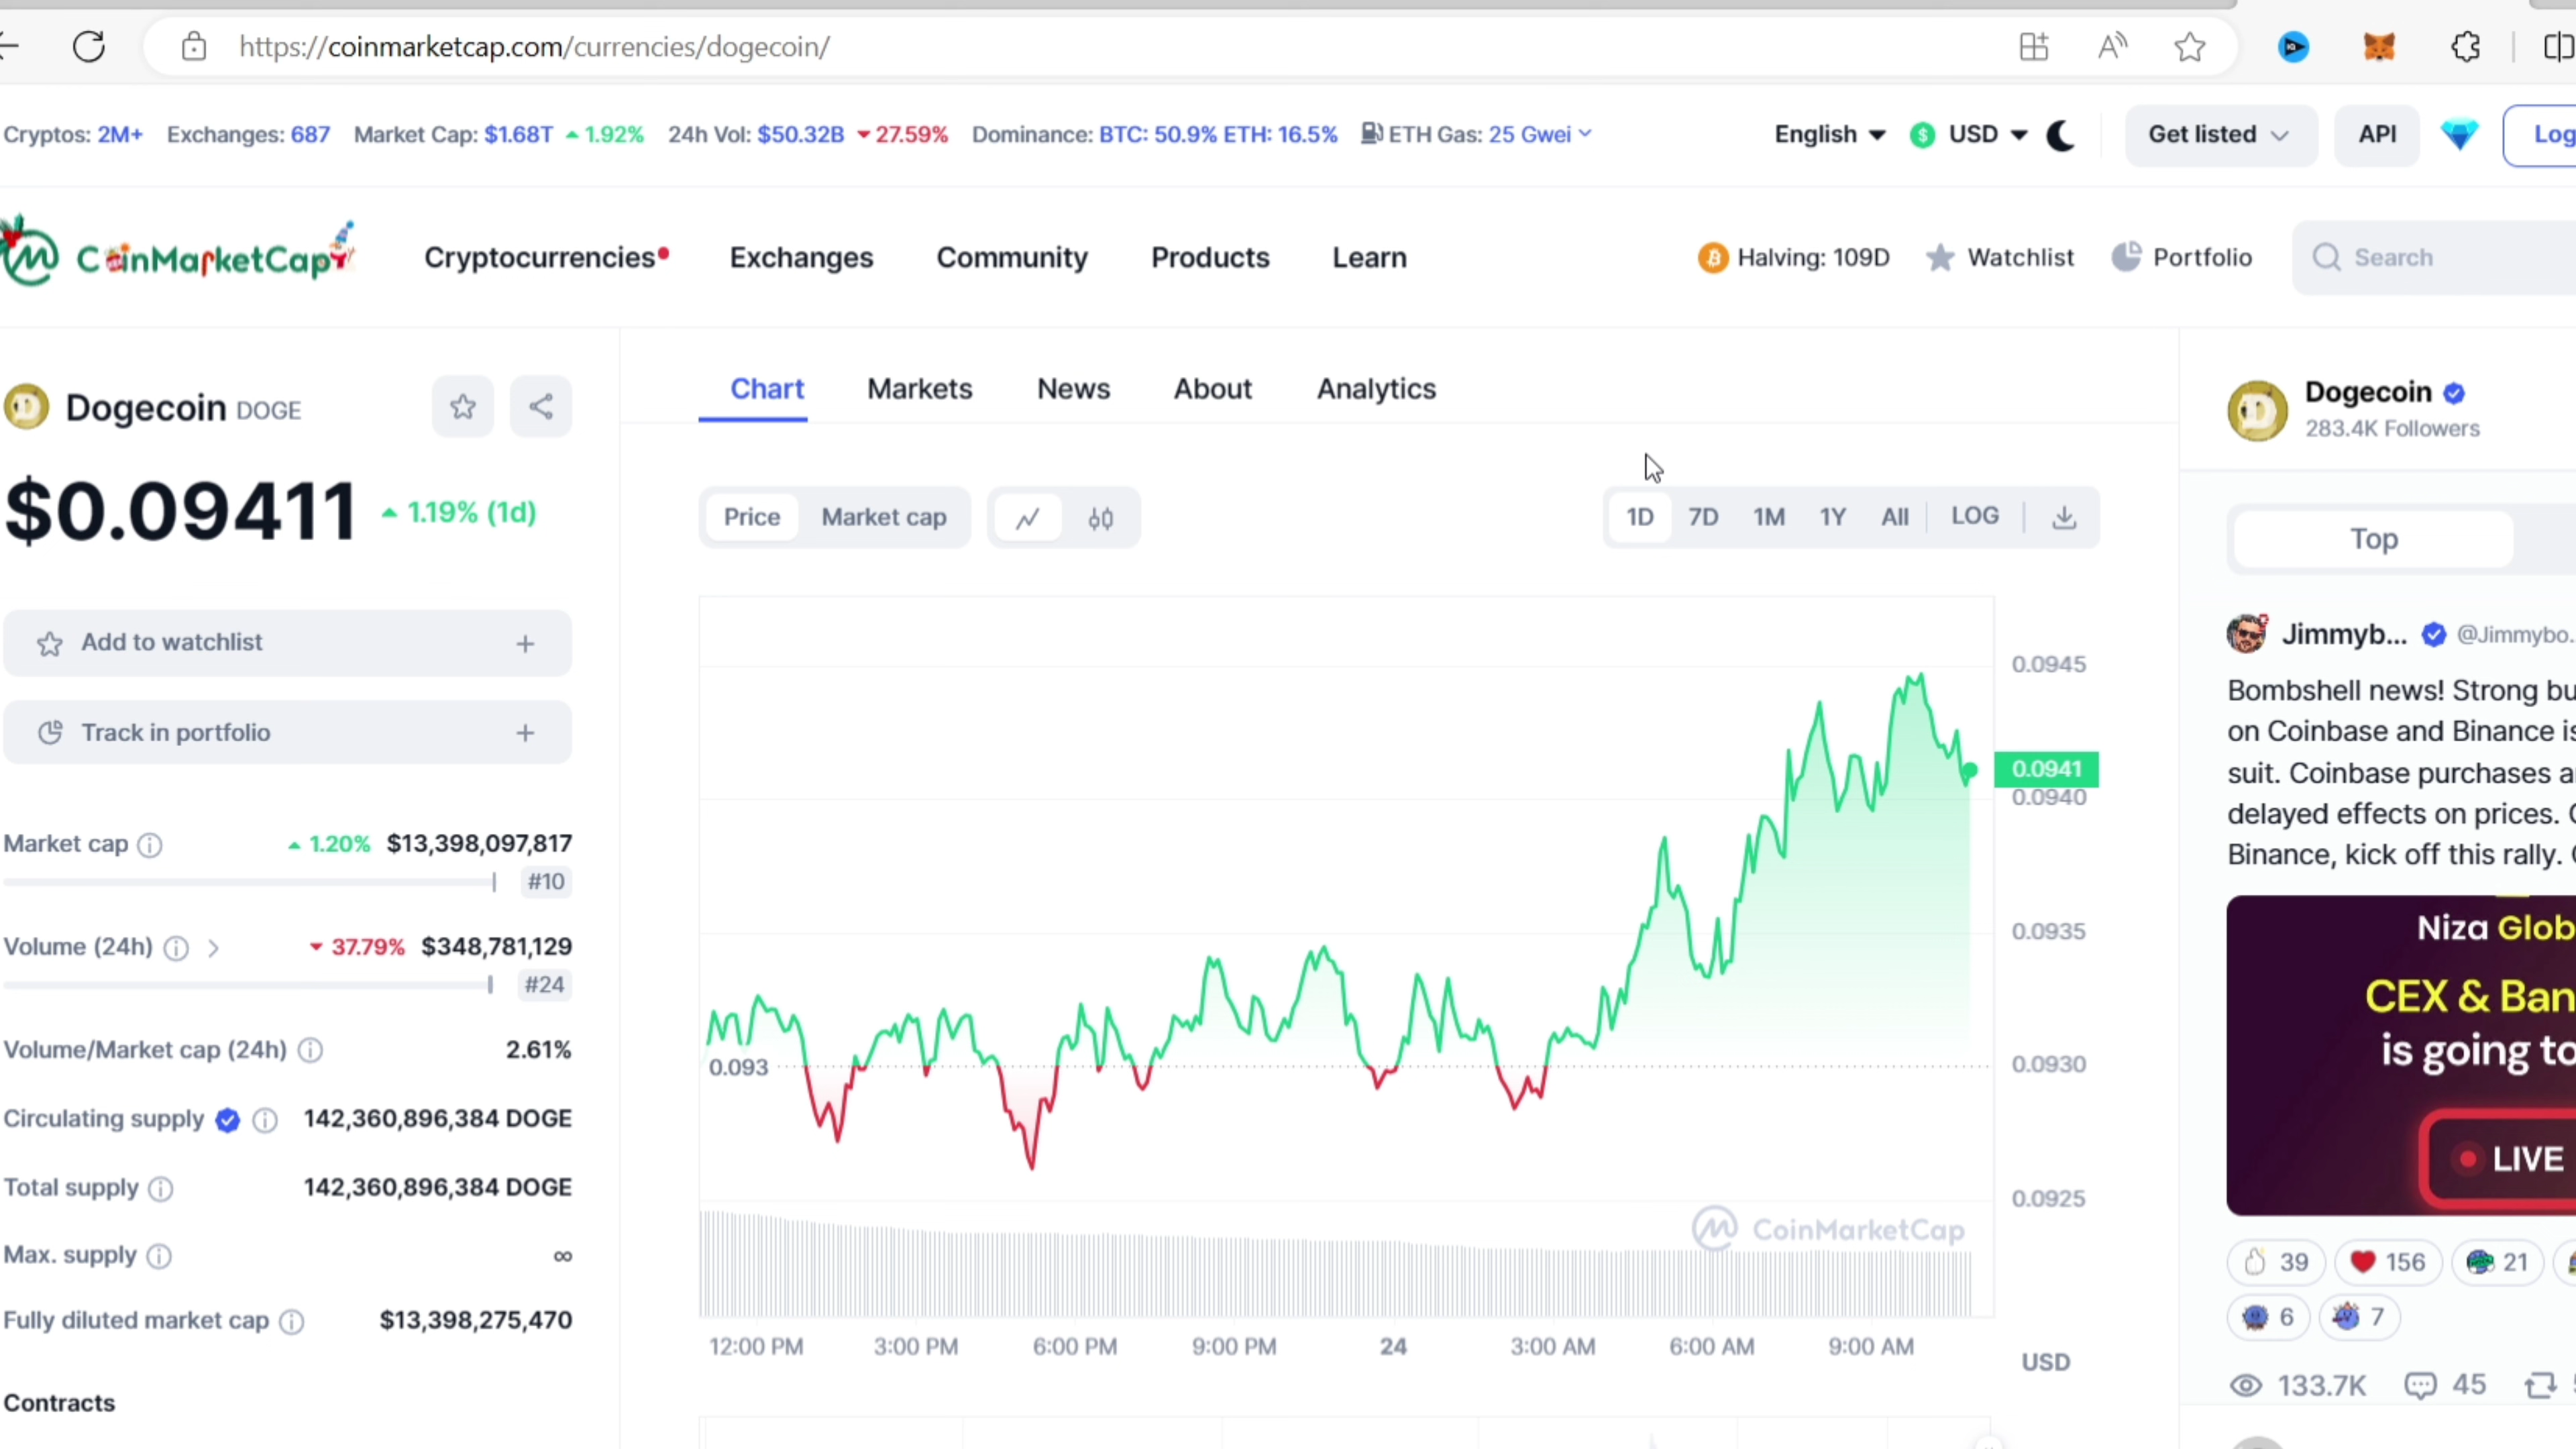 https://coinmarketcap.com/currencies/dogecoin/
Cryptos: 2M+ Exchanges: 687 Market Cap: $1.68T 1.92% 24h Vol: $50.32B 27.59% Dominance: BTC: 50.9% ETH: 16.5% ETH Gas: 25 Gwei English USD Get listed API Log
CoinMarketCap Cryptocurrencies Exchanges Community Products Learn Halving: 109D Watchlist Portfolio Search
Dogecoin DOGE
$0.09411 1.19% (1d)
Add to watchlist
Track in portfolio
Market cap 1.20% $13,398,097,817
#10
Volume (24h) 37.79% $348,781,129
#24
Volume/Market cap (24h) 2.61%
Circulating supply 142,360,896,384 DOGE
Total supply 142,360,896,384 DOGE
Max. supply ∞
Fully diluted market cap $13,398,275,470
Contracts
Chart Markets News About Analytics
Price Market cap 1D 7D 1M 1Y All LOG
0.0945
0.0941
0.0940
0.0935
0.093 0.0930
0.0925
CoinMarketCap
12:00 PM 3:00 PM 6:00 PM 9:00 PM 24 3:00 AM 6:00 AM 9:00 AM
USD
Dogecoin
283.4K Followers
Top
Jimmyb... @Jimmybo.
Bombshell news! Strong bu
on Coinbase and Binance is
suit. Coinbase purchases a
delayed effects on prices.
Binance, kick off this rally.
Niza Glob
CEX & Ban
is going to
LIVE
39 156 21
6 7
133.7K 45